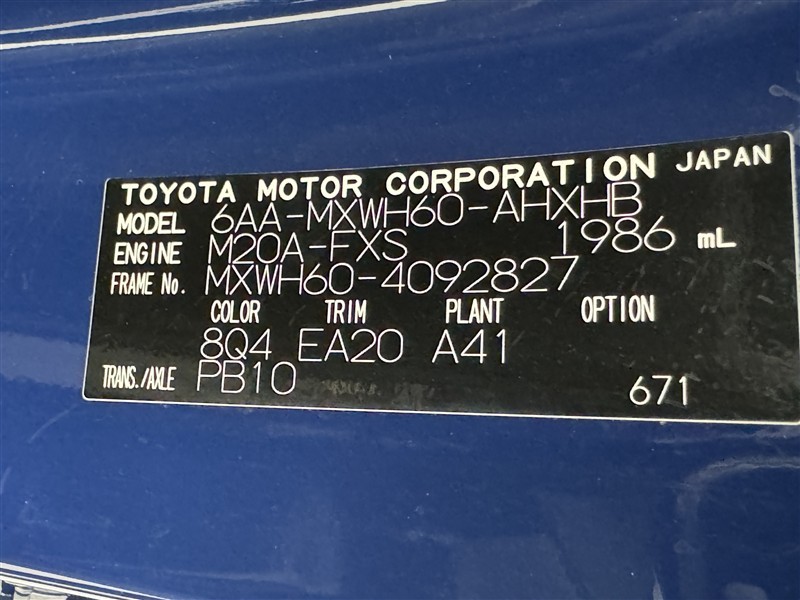 TOYOTA MOTOR CORPORATION JAPAN
MODEL 6AA-MXWH60-AHXHB
ENGINE M20A-FXS 1986 mL
FRAME No. MXWH60-4092827
COLOR TRIM PLANT OPTION
8Q4 EA20 A41
TRANS./AXLE PB10 671